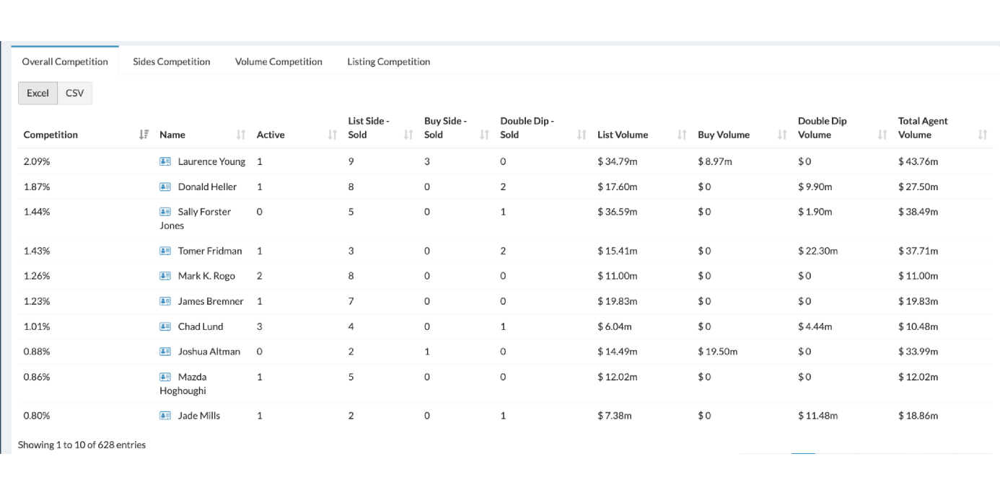 Overall Competition Sides Competition Volume Competition Listing Competition
Excel CSV
Competition Name Active List Side - Sold Buy Side - Sold Double Dip - Sold List Volume Buy Volume Double Dip Volume Total Agent Volume
2.09% Laurence Young 1 9 3 0 $ 34.79m $ 8.97m $ 0 $ 43.76m
1.87% Donald Heller 1 8 0 2 $ 17.60m $ 0 $ 9.90m $ 27.50m
1.44% Sally Forster Jones 0 5 0 1 $ 36.59m $ 0 $ 1.90m $ 38.49m
1.43% Tomer Fridman 1 3 0 2 $ 15.41m $ 0 $ 22.30m $ 37.71m
1.26% Mark K. Rogo 2 8 0 0 $ 11.00m $ 0 $ 0 $ 11.00m
1.23% James Bremner 1 7 0 0 $ 19.83m $ 0 $ 0 $ 19.83m
1.01% Chad Lund 3 4 0 1 $ 6.04m $ 0 $ 4.44m $ 10.48m
0.88% Joshua Altman 0 2 1 0 $ 14.49m $ 19.50m $ 0 $ 33.99m
0.86% Mazda Hoghoughi 1 5 0 0 $ 12.02m $ 0 $ 0 $ 12.02m
0.80% Jade Mills 1 2 0 1 $ 7.38m $ 0 $ 11.48m $ 18.86m
Showing 1 to 10 of 628 entries